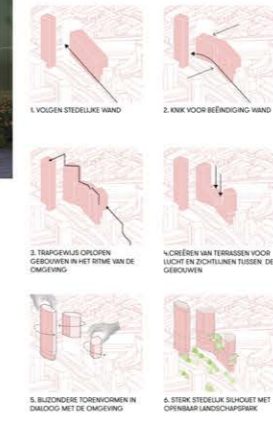 1. VOLGEN STEDELIJKE WAND
2. KNIK VOOR BEËINDIGING WAND
3. TRAPGEWIJS OPLOPEN
GEBOUWEN IN HET RITME VAN DE
OMGEVING
4.CREËREN VAN TERRASSEN VOOR
LUCHT EN ZICHTLIJNEN TUSSEN DE
GEBOUWEN
5. BIJZONDERE TORENVORMEN IN
DIALOOG MET DE OMGEVING
6. STERK STEDELIJK SILHOUET MET
OPENBAAR LANDSCHAPSPARK